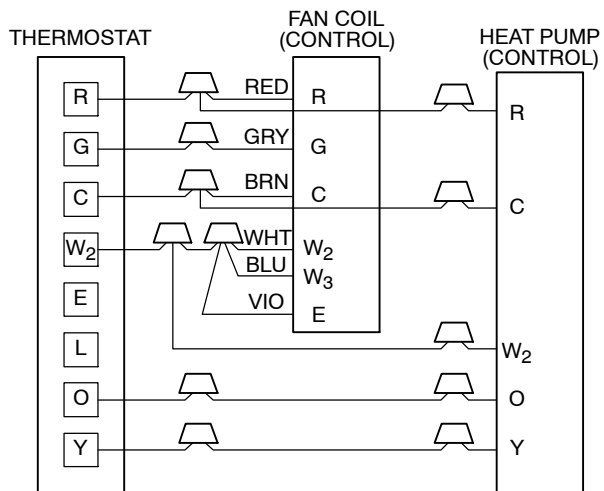 FAN COIL
(CONTROL)
THERMOSTAT
HEAT PUMP
(CONTROL)
R
RED
R
R
G
GRY
G
C
BRN
C
C
W2
WHT
W2
BLU
W3
E
VIO
E
L
W2
O
O
Y
Y